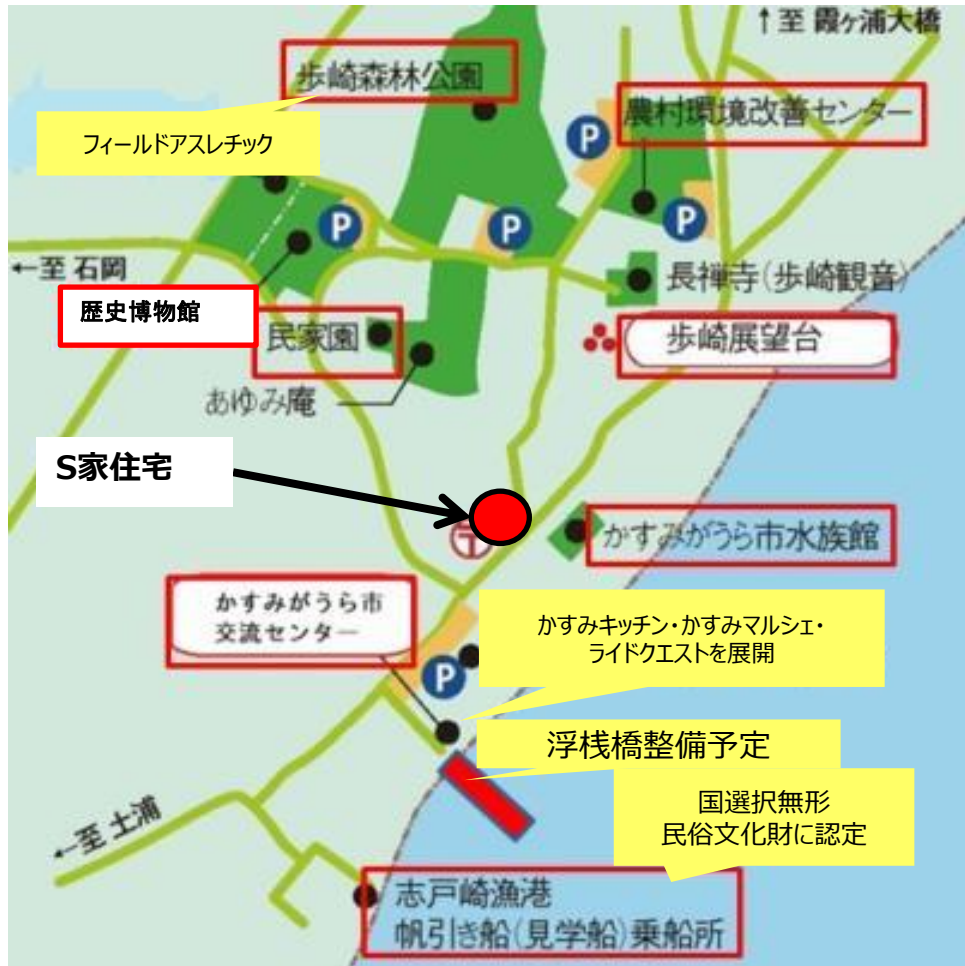 ↑至 霞ヶ浦大橋
歩崎森林公園
フィールドアスレチック
農村環境改善センター
P
P
P
P
←至 石岡
長禅寺(歩崎観音)
歴史博物館
民家園
歩崎展望台
あゆみ庵
S家住宅
〒
かすみがうら市水族館
かすみがうら市
交流センター
かすみキッチン・かすみマルシェ・
ライドクエストを展開
P
浮桟橋整備予定
国選択無形
民俗文化財に認定
←至 土浦
志戸崎漁港
帆引き船(見学船)乗船所